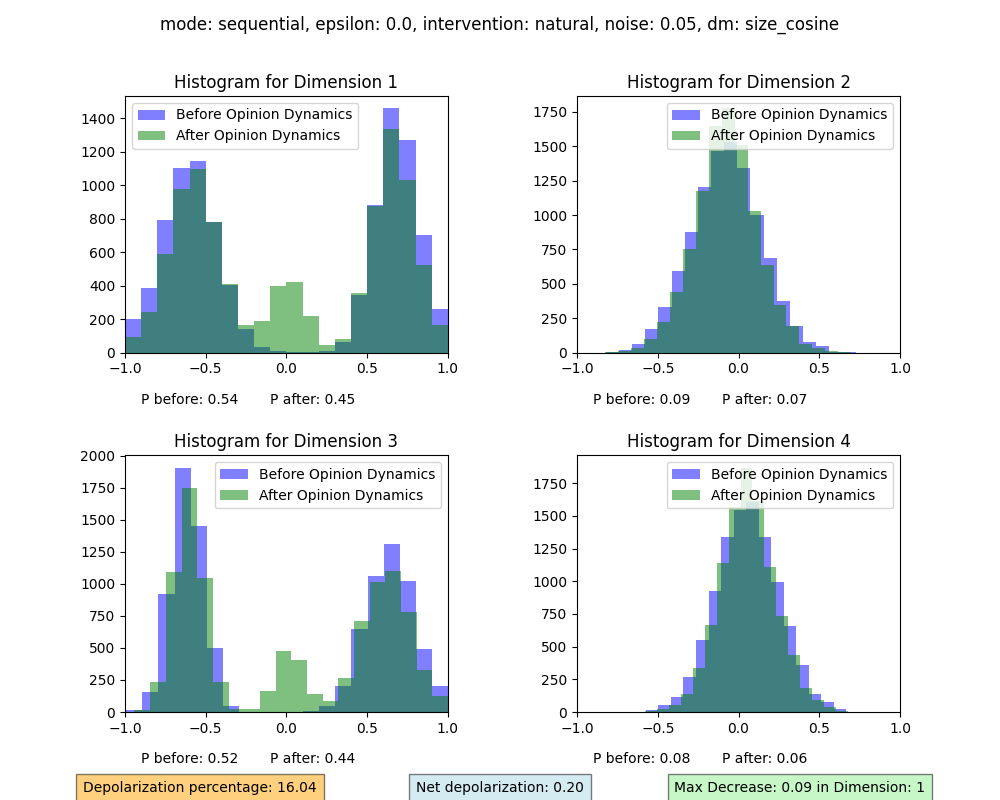 mode: sequential, epsilon: 0.0, intervention: natural, noise: 0.05, dm: size_cosine
Histogram for Dimension 1
Before Opinion Dynamics
After Opinion Dynamics
1400
1200
1000
800
600
400
200
0
−1.0 −0.5 0.0 0.5 1.0
P before: 0.54 P after: 0.45
Histogram for Dimension 2
Before Opinion Dynamics
After Opinion Dynamics
1750
1500
1250
1000
750
500
250
0
−1.0 −0.5 0.0 0.5 1.0
P before: 0.09 P after: 0.07
Histogram for Dimension 3
Before Opinion Dynamics
After Opinion Dynamics
2000
1750
1500
1250
1000
750
500
250
0
−1.0 −0.5 0.0 0.5 1.0
P before: 0.52 P after: 0.44
Histogram for Dimension 4
Before Opinion Dynamics
After Opinion Dynamics
1750
1500
1250
1000
750
500
250
0
−1.0 −0.5 0.0 0.5 1.0
P before: 0.08 P after: 0.06
Depolarization percentage: 16.04
Net depolarization: 0.20
Max Decrease: 0.09 in Dimension: 1